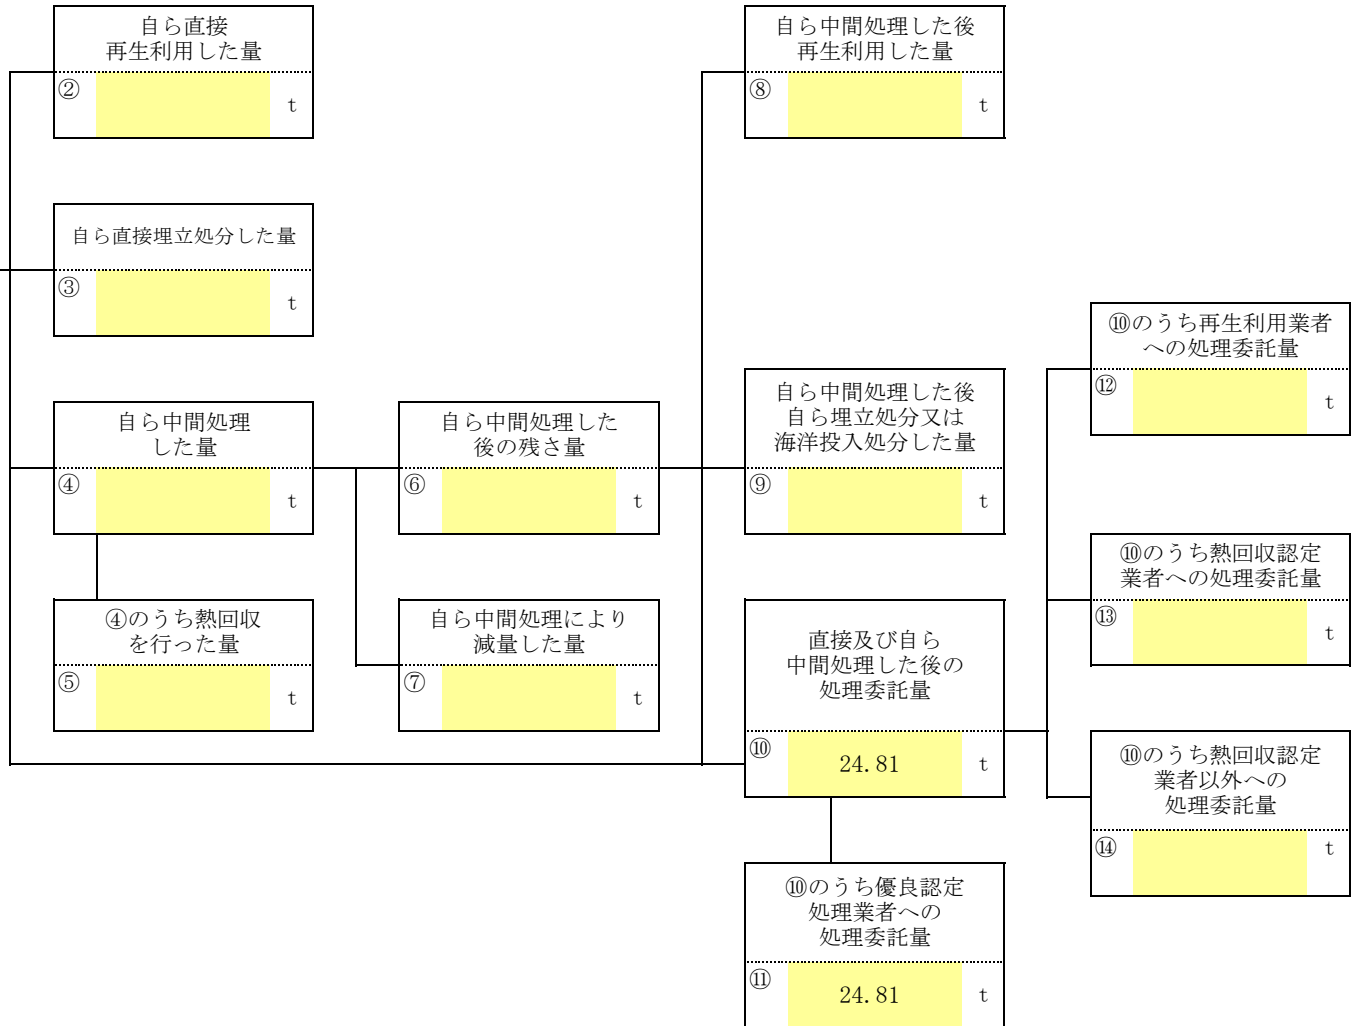 自ら直接
再生利用した量
②
t
自ら中間処理した後
再生利用した量
⑧
t
自ら直接埋立処分した量
③
t
⑩のうち再生利用業者
への処理委託量
⑫
t
自ら中間処理
した量
④
t
自ら中間処理した
後の残さ量
⑥
t
自ら中間処理した後
自ら埋立処分又は
海洋投入処分した量
⑨
t
⑩のうち熱回収認定
業者への処理委託量
⑬
t
④のうち熱回収
を行った量
⑤
t
自ら中間処理により
減量した量
⑦
t
直接及び自ら
中間処理した後の
処理委託量
⑩
24.81 t
⑩のうち熱回収認定
業者以外への
処理委託量
⑭
t
⑩のうち優良認定
処理業者への
処理委託量
⑪
24.81 t